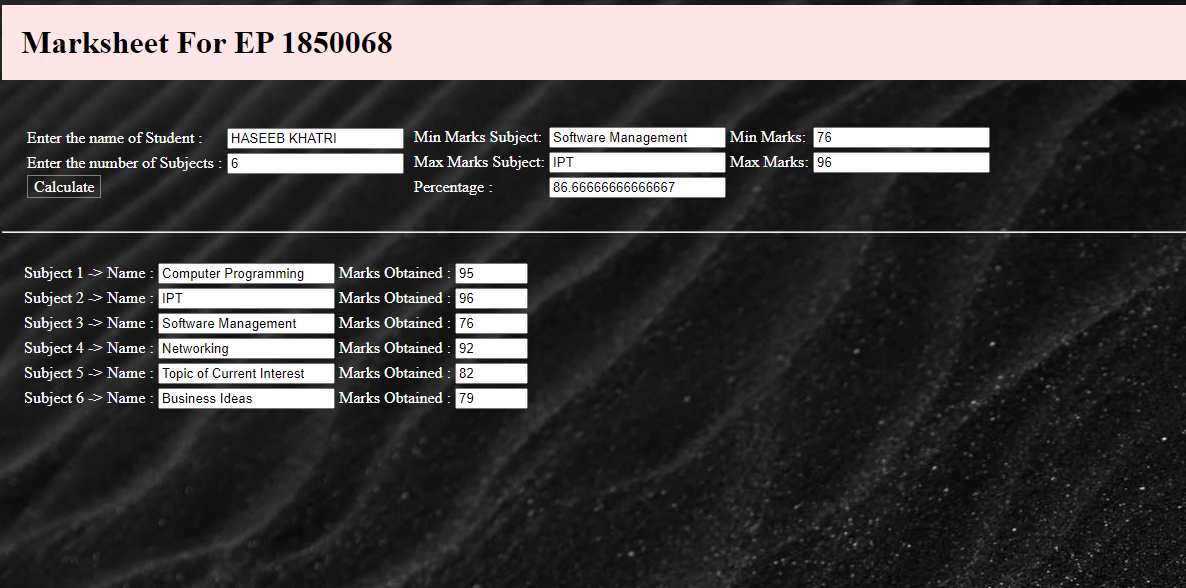 Marksheet For EP 1850068
Enter the name of Student : HASEEB KHATRI Min Marks Subject: Software Management Min Marks: 76
Enter the number of Subjects : 6 Max Marks Subject: IPT Max Marks: 96
Calculate Percentage : 86.66666666666667
Subject 1 -> Name : Computer Programming Marks Obtained : 95
Subject 2 -> Name : IPT Marks Obtained : 96
Subject 3 -> Name : Software Management Marks Obtained : 76
Subject 4 -> Name : Networking Marks Obtained : 92
Subject 5 -> Name : Topic of Current Interest Marks Obtained : 82
Subject 6 -> Name : Business Ideas Marks Obtained : 79